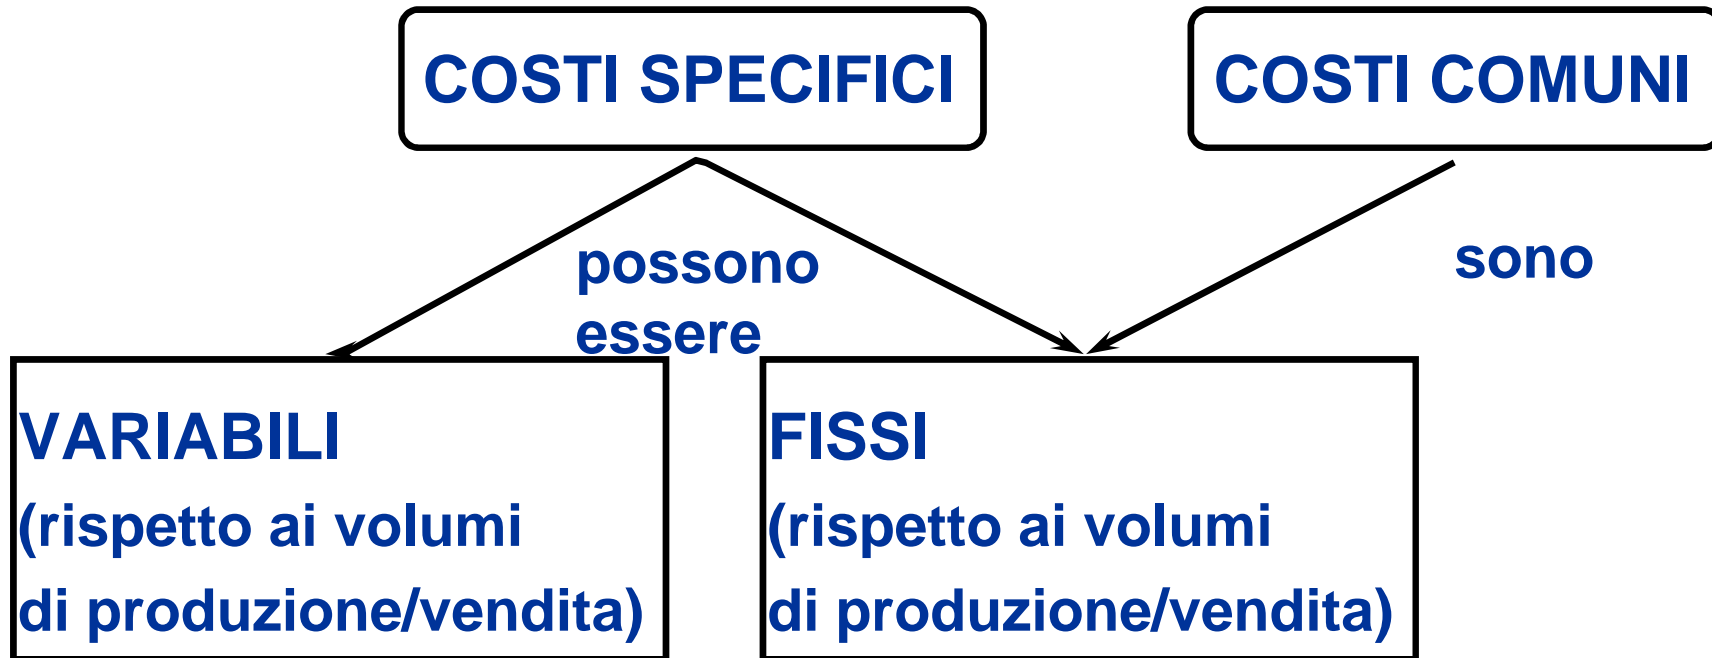 COSTI SPECIFICI
COSTI COMUNI
possono
essere
sono
VARIABILI
(rispetto ai volumi
di produzione/vendita)
FISSI
(rispetto ai volumi
di produzione/vendita)